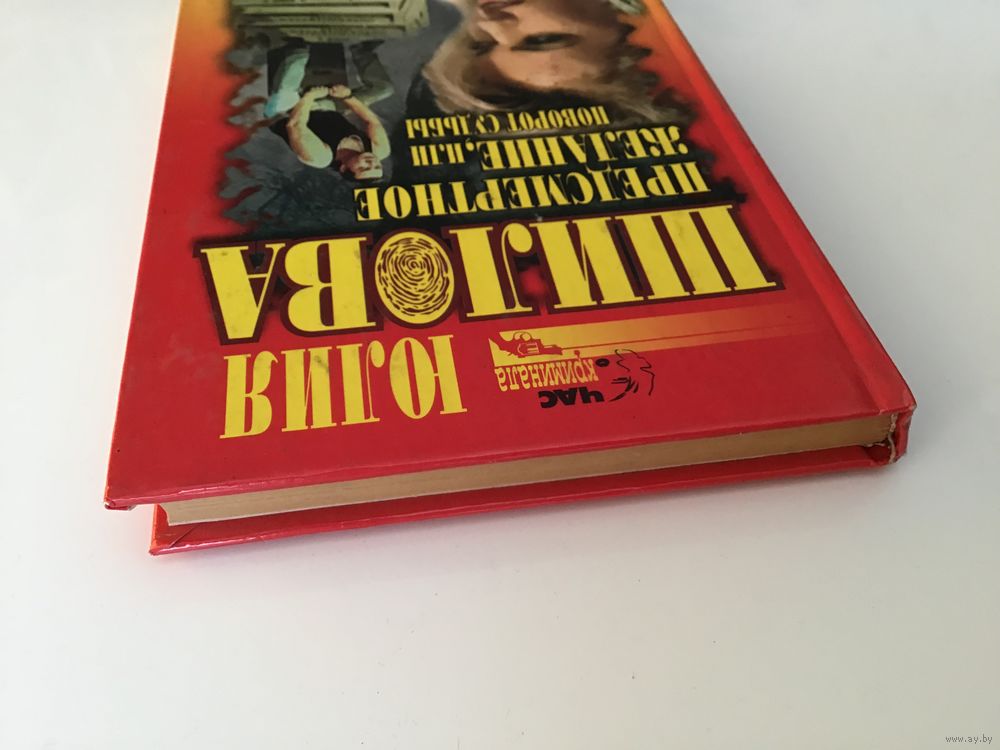 ЧАС
криминала
ЮЛИЯ
ШИЛОВА
ПРЕДСМЕРТНОЕ
ЖЕЛАНИЕ, ИЛИ
ПОВОРОТ СУДЬБЫ
www.ay.by